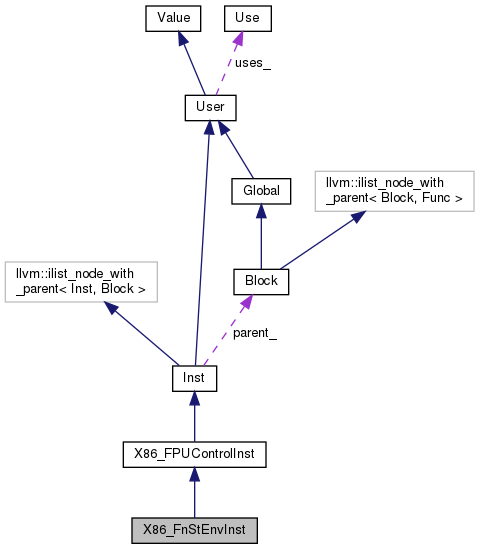 Value
Use
uses_
User
Global
llvm::ilist_node_with
_parent< Block, Func >
llvm::ilist_node_with
_parent< Inst, Block >
Block
parent_
Inst
X86_FPUControlInst
X86_FnStEnvInst